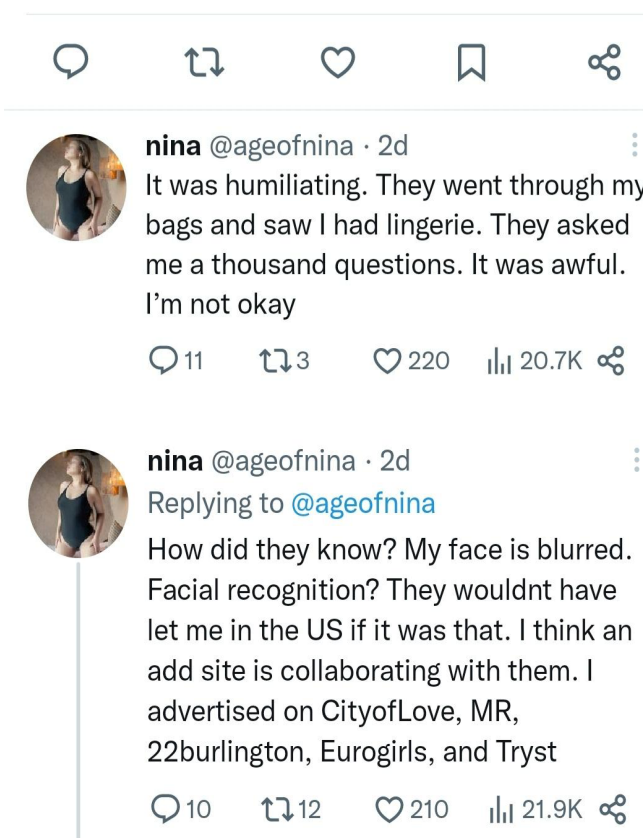 nina @ageofnina · 2d
It was humiliating. They went through my
bags and saw I had lingerie. They asked
me a thousand questions. It was awful.
I'm not okay
11 3 220 20.7K
nina @ageofnina · 2d
Replying to @ageofnina
How did they know? My face is blurred.
Facial recognition? They wouldnt have
let me in the US if it was that. I think an
add site is collaborating with them. I
advertised on CityofLove, MR,
22burlington, Eurogirls, and Tryst
10 12 210 21.9K